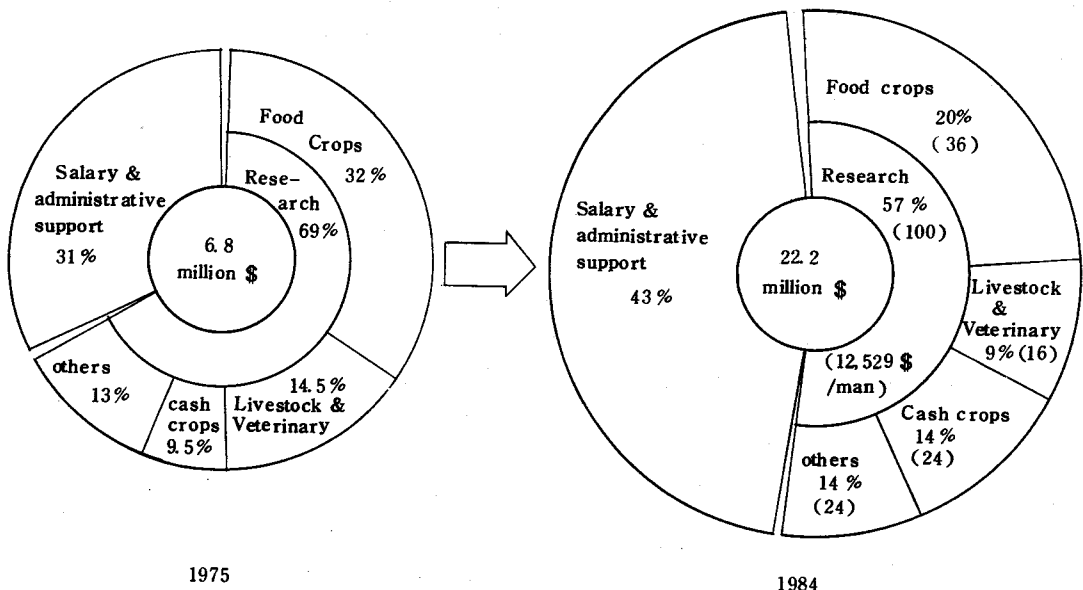 Food
Crops
32%
Rese-
arch
69%
Salary &
administrative
support
31%
6.8
million $
others
13%
cash
crops
9.5%
14.5%
Livestock &
Veterinary
1975
Food crops
20%
(36)
Research
57%
(100)
Salary &
administrative
support
43%
22.2
million $
(12,529 $
/man)
Livestock
&
Veterinary
9%(16)
Cash crops
14%
(24)
others
14%
(24)
1984